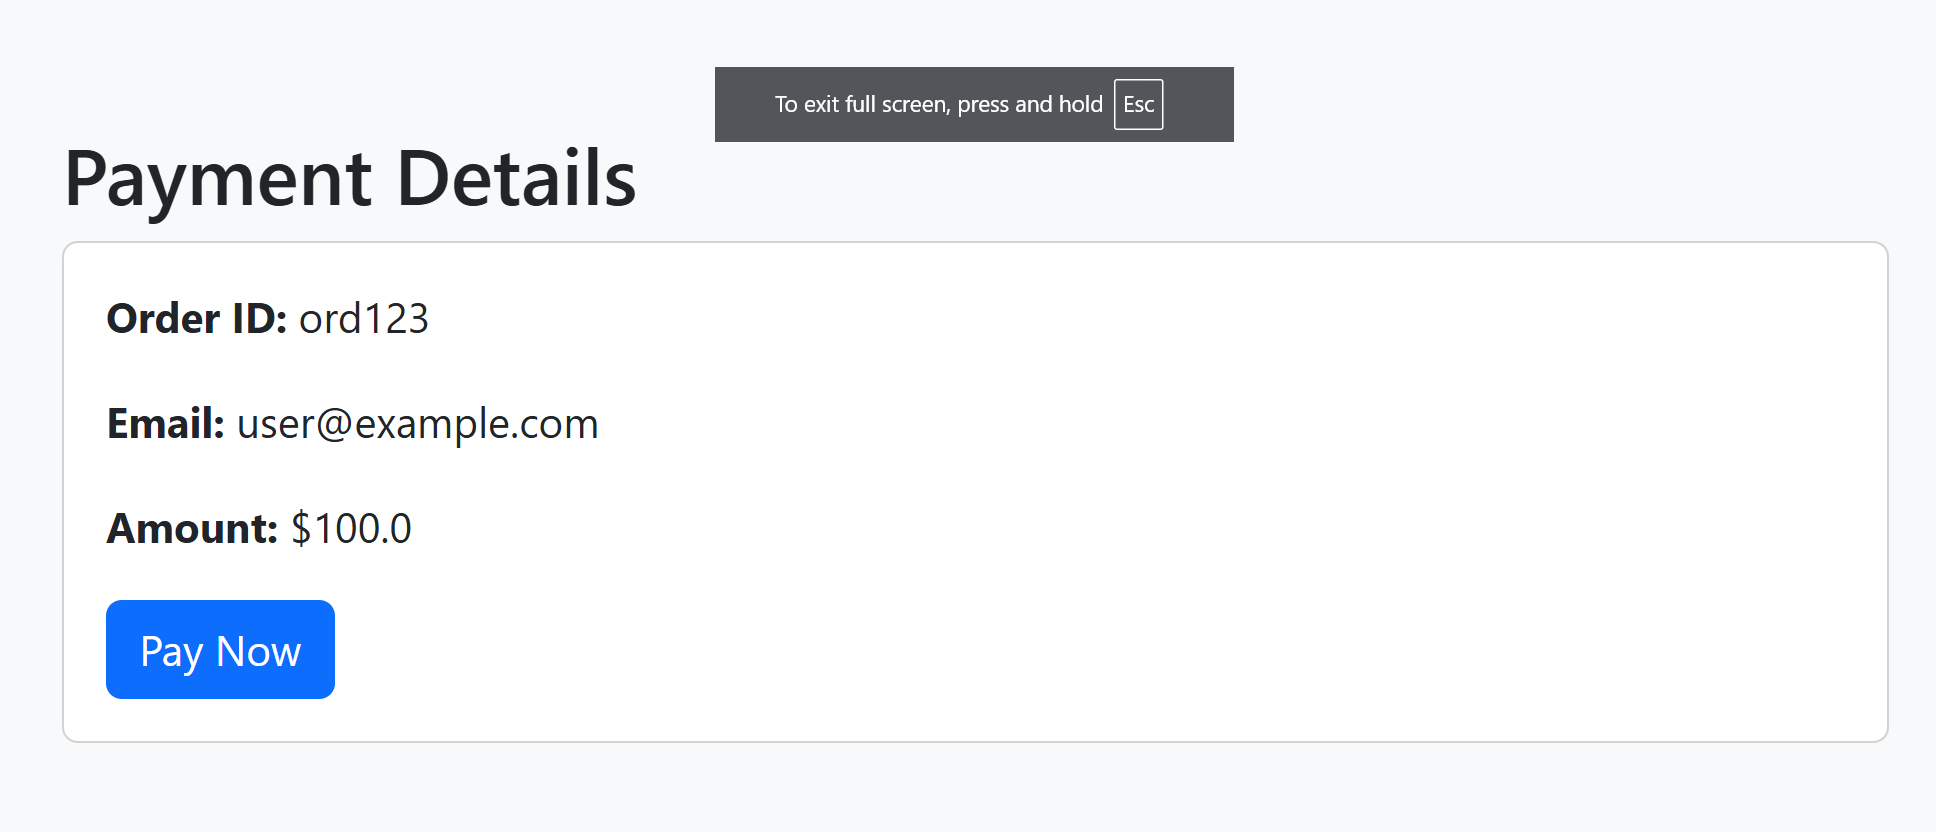 To exit full screen, press and hold Esc
Payment Details
Order ID: ord123
Email: user@example.com
Amount: $100.0
Pay Now